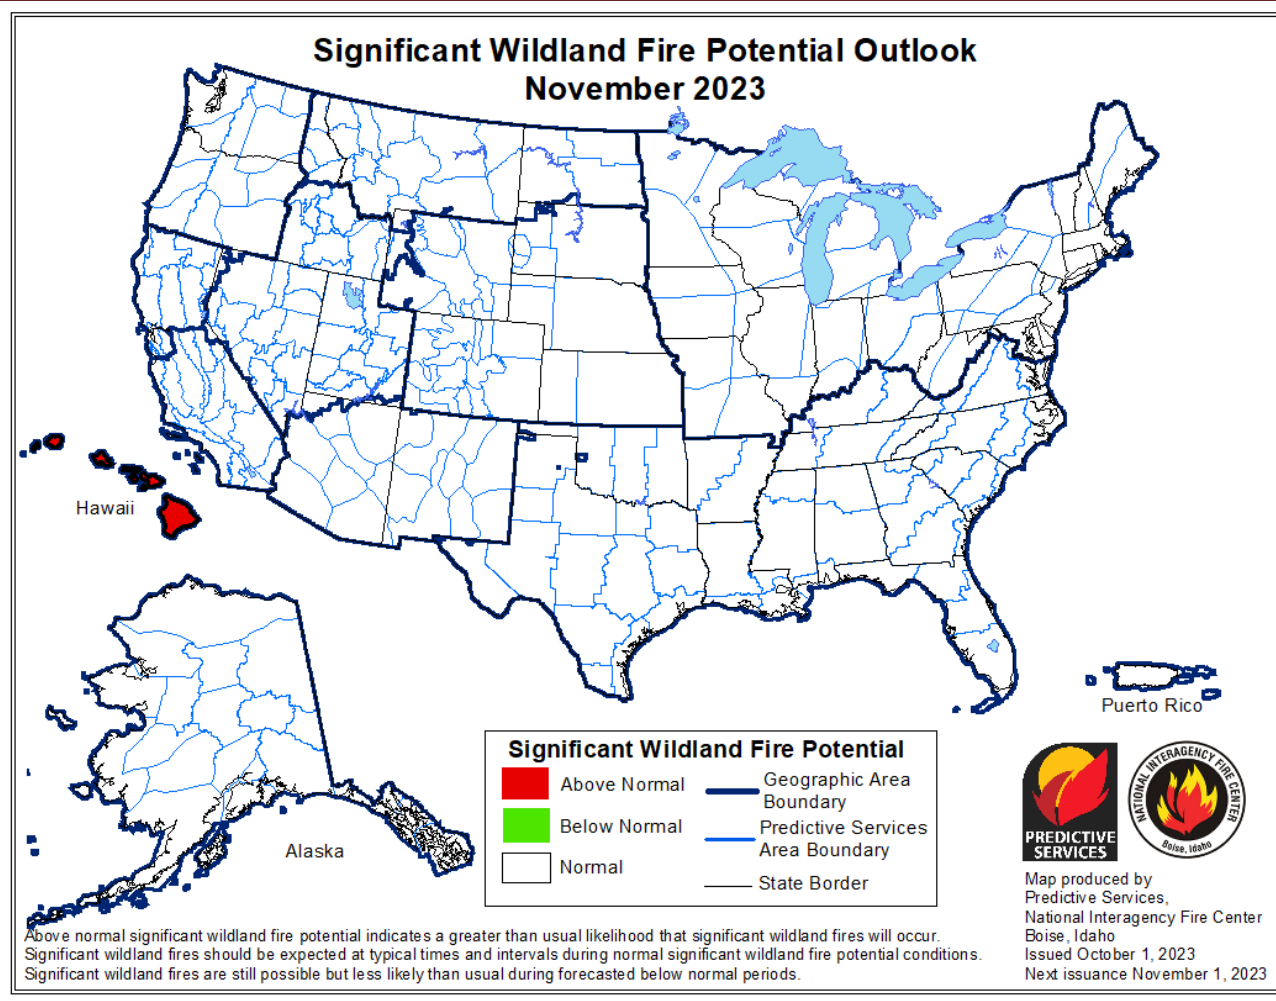 Significant Wildland Fire Potential Outlook
November 2023
Hawaii
Alaska
Puerto Rico
Significant Wildland Fire Potential
Above Normal
Below Normal
Normal
Geographic Area
Boundary
Predictive Services
Area Boundary
State Border
PREDICTIVE
SERVICES
NATIONAL INTERAGENCY FIRE CENTER
Boise, Idaho
Map produced by
Predictive Services,
National Interagency Fire Center
Boise, Idaho
Issued October 1, 2023
Next issuance November 1, 2023
Above normal significant wildland fire potential indicates a greater than usual likelihood that significant wildland fires will occur.
Significant wildland fires should be expected at typical times and intervals during normal significant wildland fire potential conditions.
Significant wildland fires are still possible but less likely than usual during forecasted below normal periods.